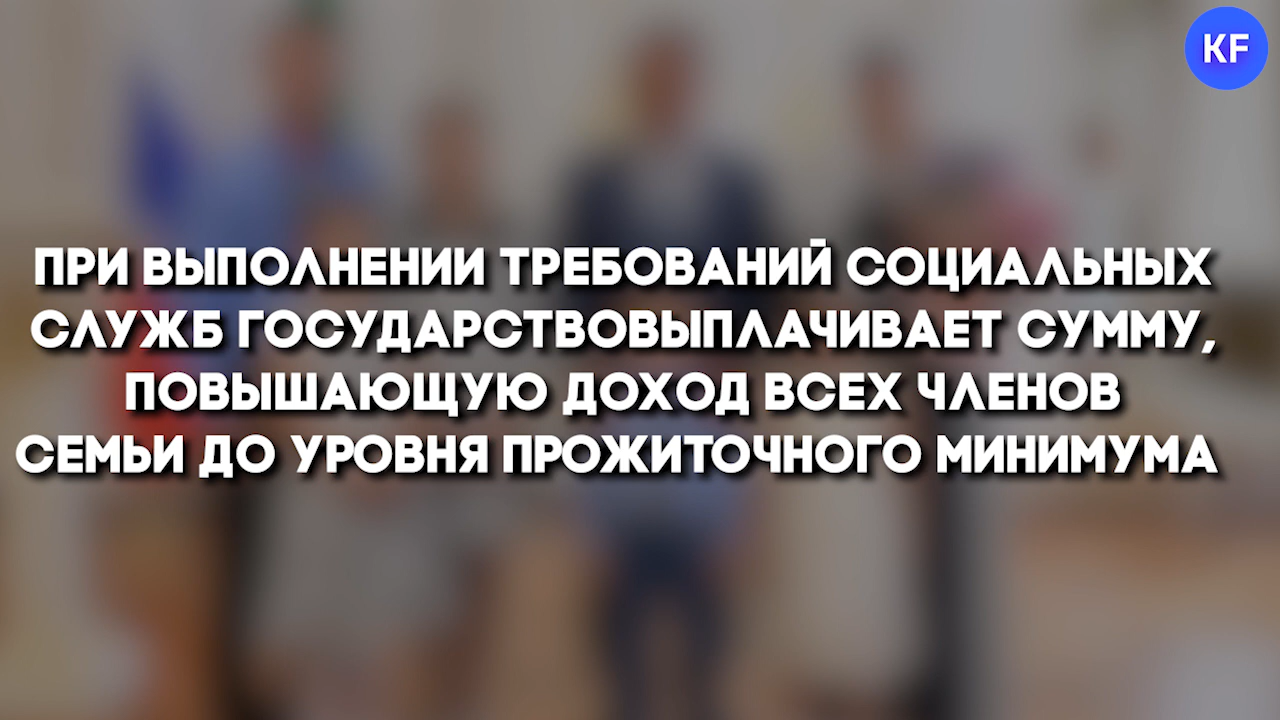 KF
ПРИ ВЫПОЛНЕНИИ ТРЕБОВАНИЙ СОЦИАЛЬНЫХ
СЛУЖБ ГОСУДАРСТВОВЫПЛАЧИВАЕТ СУММУ,
ПОВЫШАЮЩУЮ ДОХОД ВСЕХ ЧЛЕНОВ
СЕМЬИ ДО УРОВНЯ ПРОЖИТОЧНОГО МИНИМУМА